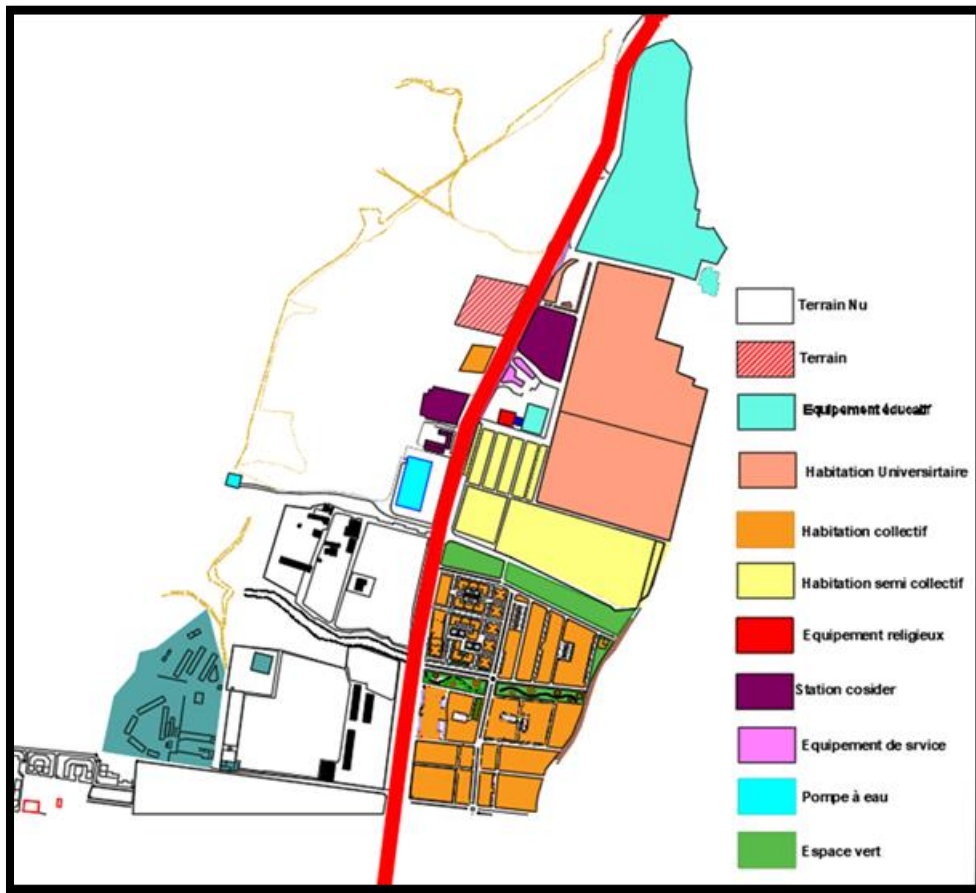 Terrain Nu
Terrain
Equipement éducatif
Habitation Universirtaire
Habitation collectif
Habitation semi collectif
Equipement religiux
Station cosider
Equipement de srvice
Pompe à eau
Espace vert